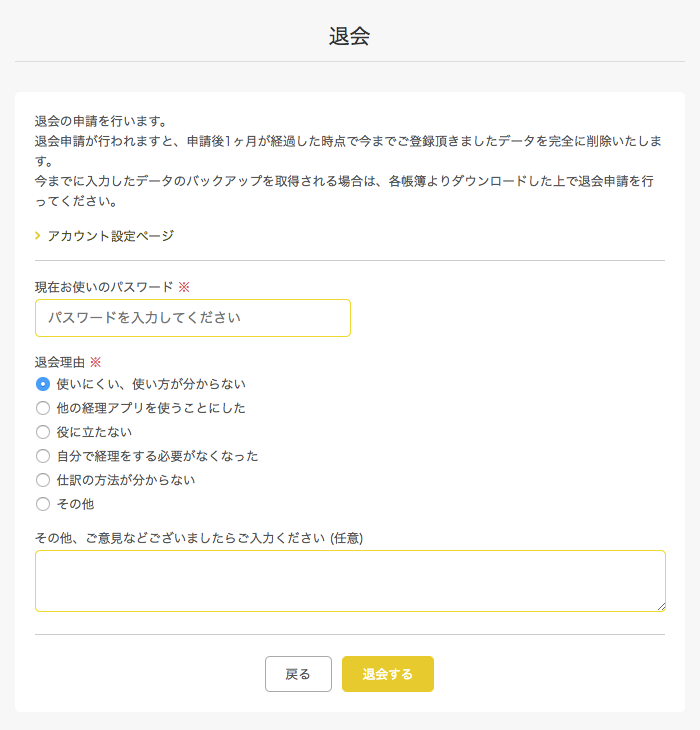 退会
退会の申請を行います。
退会申請が行われますと、申請後1ヶ月が経過した時点で今までご登録頂きましたデータを完全に削除いたしま
す。
今までに入力したデータのバックアップを取得される場合は、各帳簿よりダウンロードした上で退会申請を行
ってください。
アカウント設定ページ
現在お使いのパスワード ※
パスワードを入力してください
退会理由 ※
使いにくい、使い方が分からない
他の経理アプリを使うことにした
役に立たない
自分で経理をする必要がなくなった
仕訳の方法が分からない
その他
その他、ご意見などございましたらご入力ください (任意)
戻る
退会する